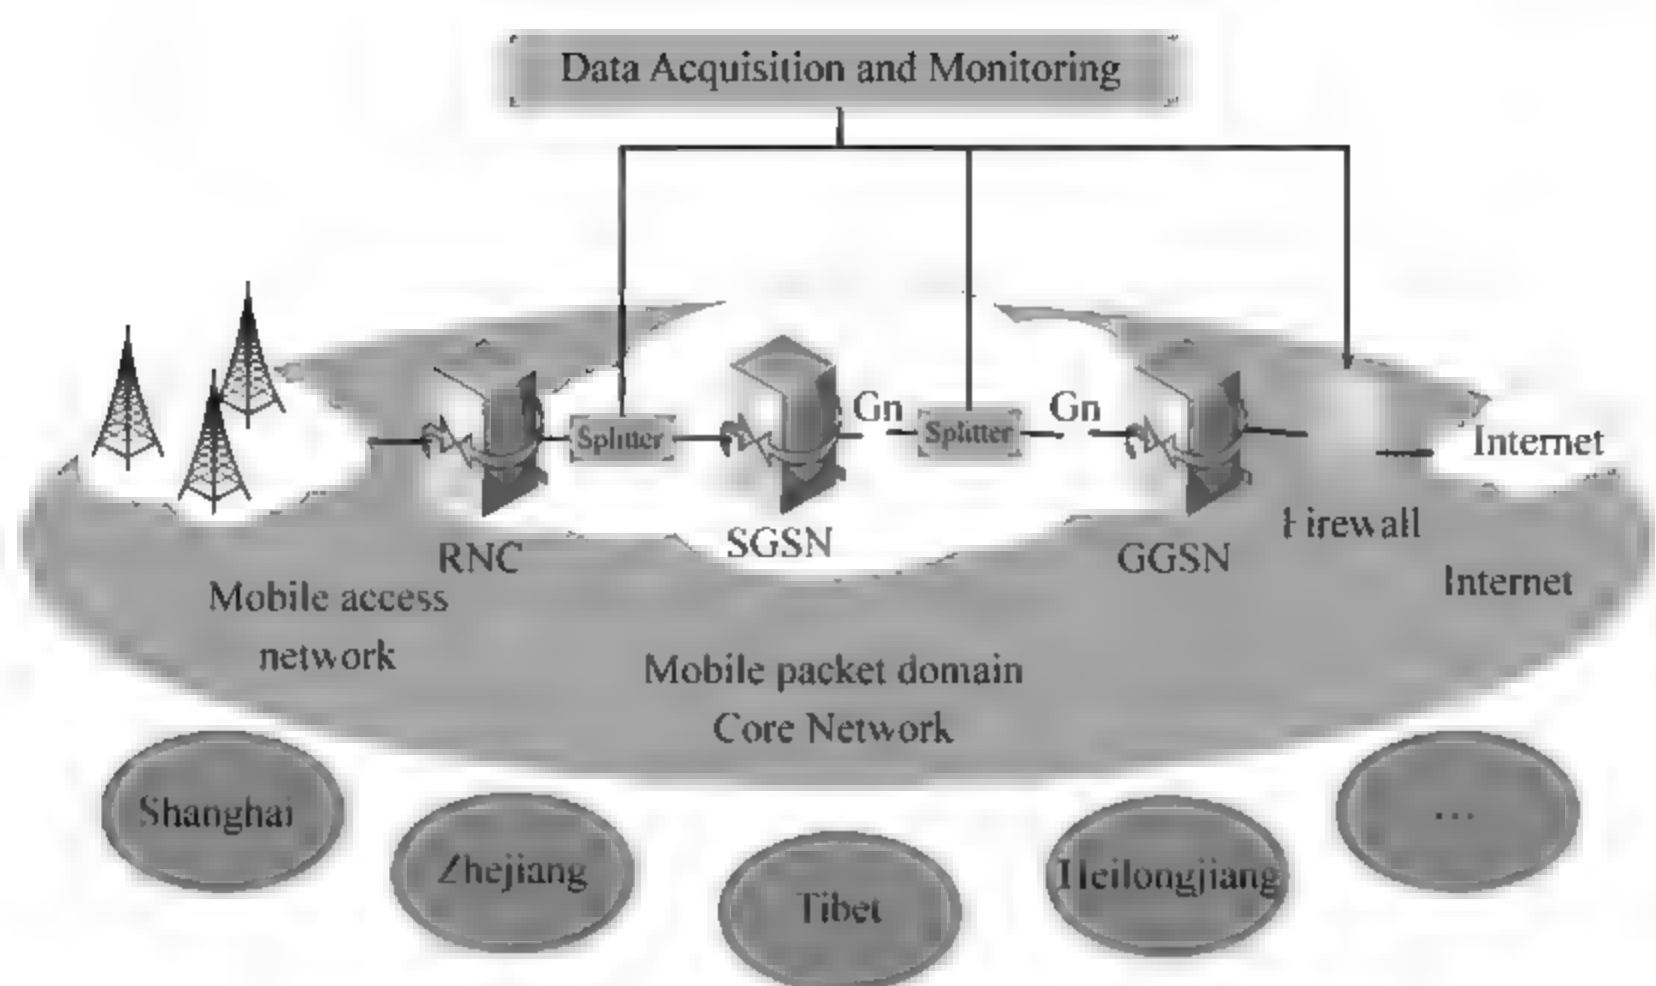 Data Acquisition and Monitoring
Gn
Gn
Splitter
Splitter
Internet
RNC
SGSN
GGSN
Firewall
Internet
Mobile access
network
Mobile packet domain
Core Network
Shanghai
Zhejiang
Tibet
Heilongjiang
...